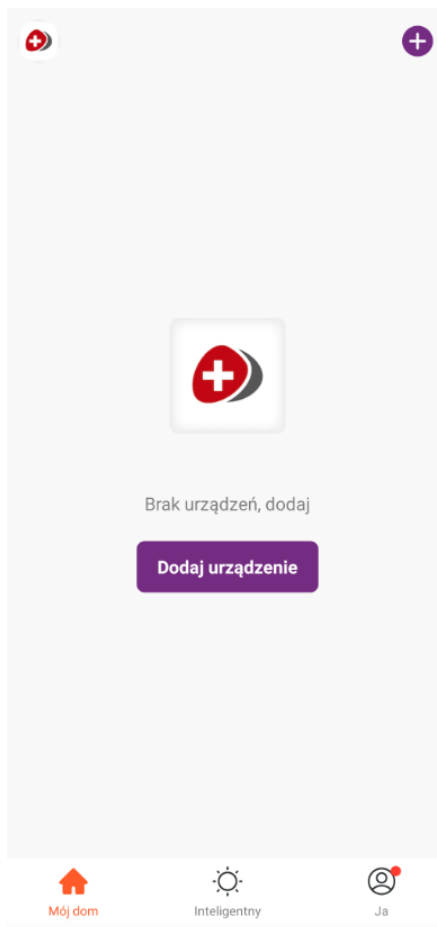 Brak urządzeń, dodaj
Dodaj urządzenie
Mój dom
Inteligentny
Ja